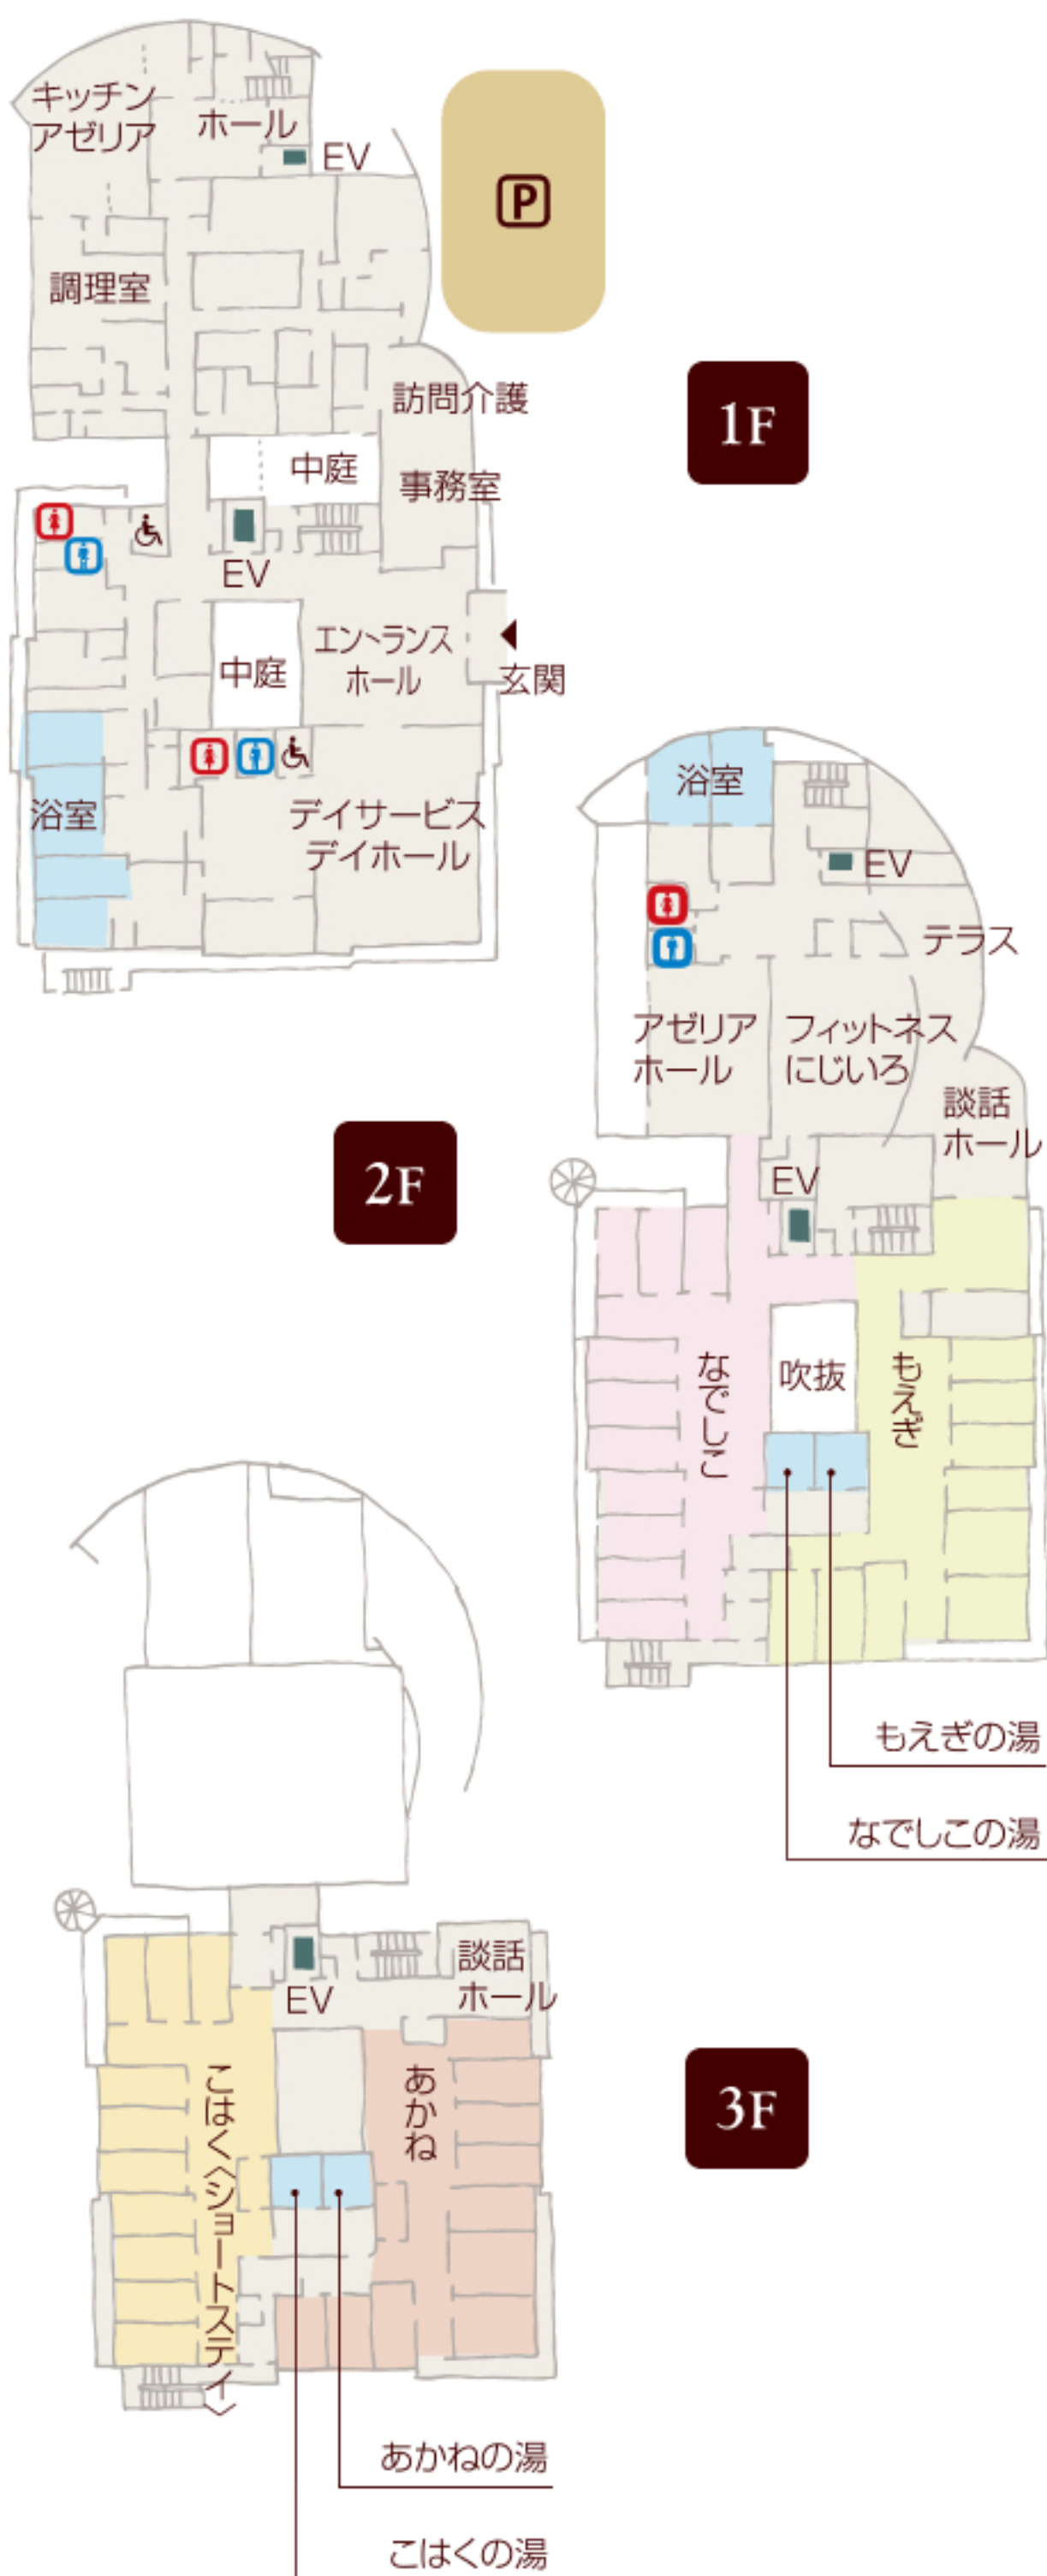 キッチン
アゼリア
ホール
EV
P
調理室
訪問介護
1F
中庭
事務室
EV
エントランス
ホール
中庭
玄関
浴室
デイサービス
デイホール
浴室
EV
テラス
アゼリア
ホール
フィットネス
にじいろ
談話
ホール
2F
EV
なでしこ
吹抜
もえぎ
もえぎの湯
なでしこの湯
談話
ホール
EV
こはく〈ショートステイ〉
あかね
3F
あかねの湯
こはくの湯